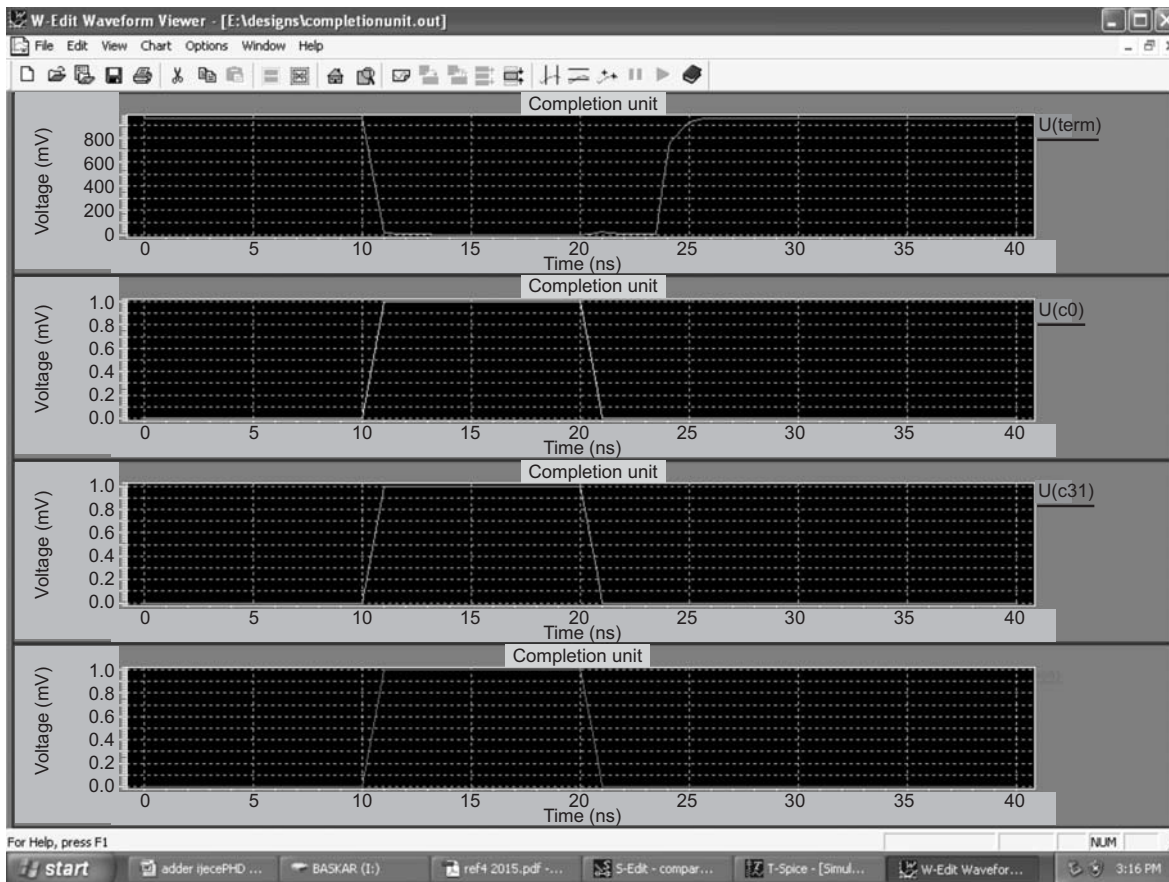 W-Edit Waveform Viewer - [E:\designs\completionunit.out]
File Edit View Chart Options Window Help
Completion unit
U(term)
Voltage (mV)
800
600
400
200
0
0 5 10 15 20 25 30 35 40
Time (ns)
Completion unit
U(c0)
Voltage (mV)
1.0
0.8
0.6
0.4
0.2
0.0
0 5 10 15 20 25 30 35 40
Time (ns)
Completion unit
U(c31)
Voltage (mV)
1.0
0.8
0.6
0.4
0.2
0.0
0 5 10 15 20 25 30 35 40
Time (ns)
Completion unit
Voltage (mV)
1.0
0.8
0.6
0.4
0.2
0.0
0 5 10 15 20 25 30 35 40
Time (ns)
For Help, press F1
NUM
start
adder ijecePHD ...
BASKAR (I:)
ref4 2015.pdf -...
S-Edit - compar...
T-Spice - [Simul...
W-Edit Wavefor...
3:16 PM